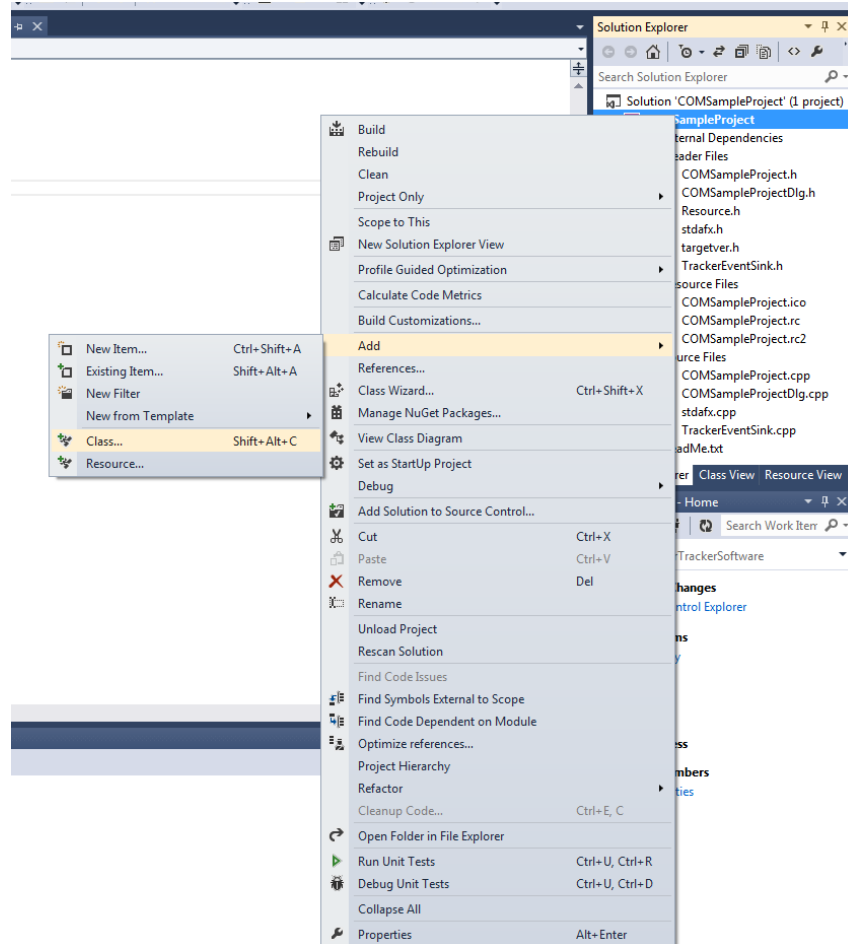 Solution Explorer
Search Solution Explorer
Solution 'COMSampleProject' (1 project)
SampleProject
ternal Dependencies
eader Files
COMSampleProject.h
COMSampleProjectDlg.h
Resource.h
stdafx.h
targetver.h
TrackerEventSink.h
source Files
COMSampleProject.ico
COMSampleProject.rc
COMSampleProject.rc2
urce Files
COMSampleProject.cpp
COMSampleProjectDlg.cpp
stdafx.cpp
TrackerEventSink.cpp
adMe.txt
rer Class View Resource View
- Home
Search Work Iter
TrackerSoftware
hanges
ntrol Explorer
ns
y
ess
mbers
ties
Build
Rebuild
Clean
Project Only
Scope to This
New Solution Explorer View
Profile Guided Optimization
Calculate Code Metrics
Build Customizations...
Add
References...
Class Wizard... Ctrl+Shift+X
Manage NuGet Packages...
View Class Diagram
Set as StartUp Project
Debug
Add Solution to Source Control...
Cut Ctrl+X
Paste Ctrl+V
Remove Del
Rename
Unload Project
Rescan Solution
Find Code Issues
Find Symbols External to Scope
Find Code Dependent on Module
Optimize references...
Project Hierarchy
Refactor
Cleanup Code... Ctrl+E, C
Open Folder in File Explorer
Run Unit Tests Ctrl+U, Ctrl+R
Debug Unit Tests Ctrl+U, Ctrl+D
Collapse All
Properties Alt+Enter
New Item... Ctrl+Shift+A
Existing Item... Shift+Alt+A
New Filter
New from Template
Class... Shift+Alt+C
Resource...